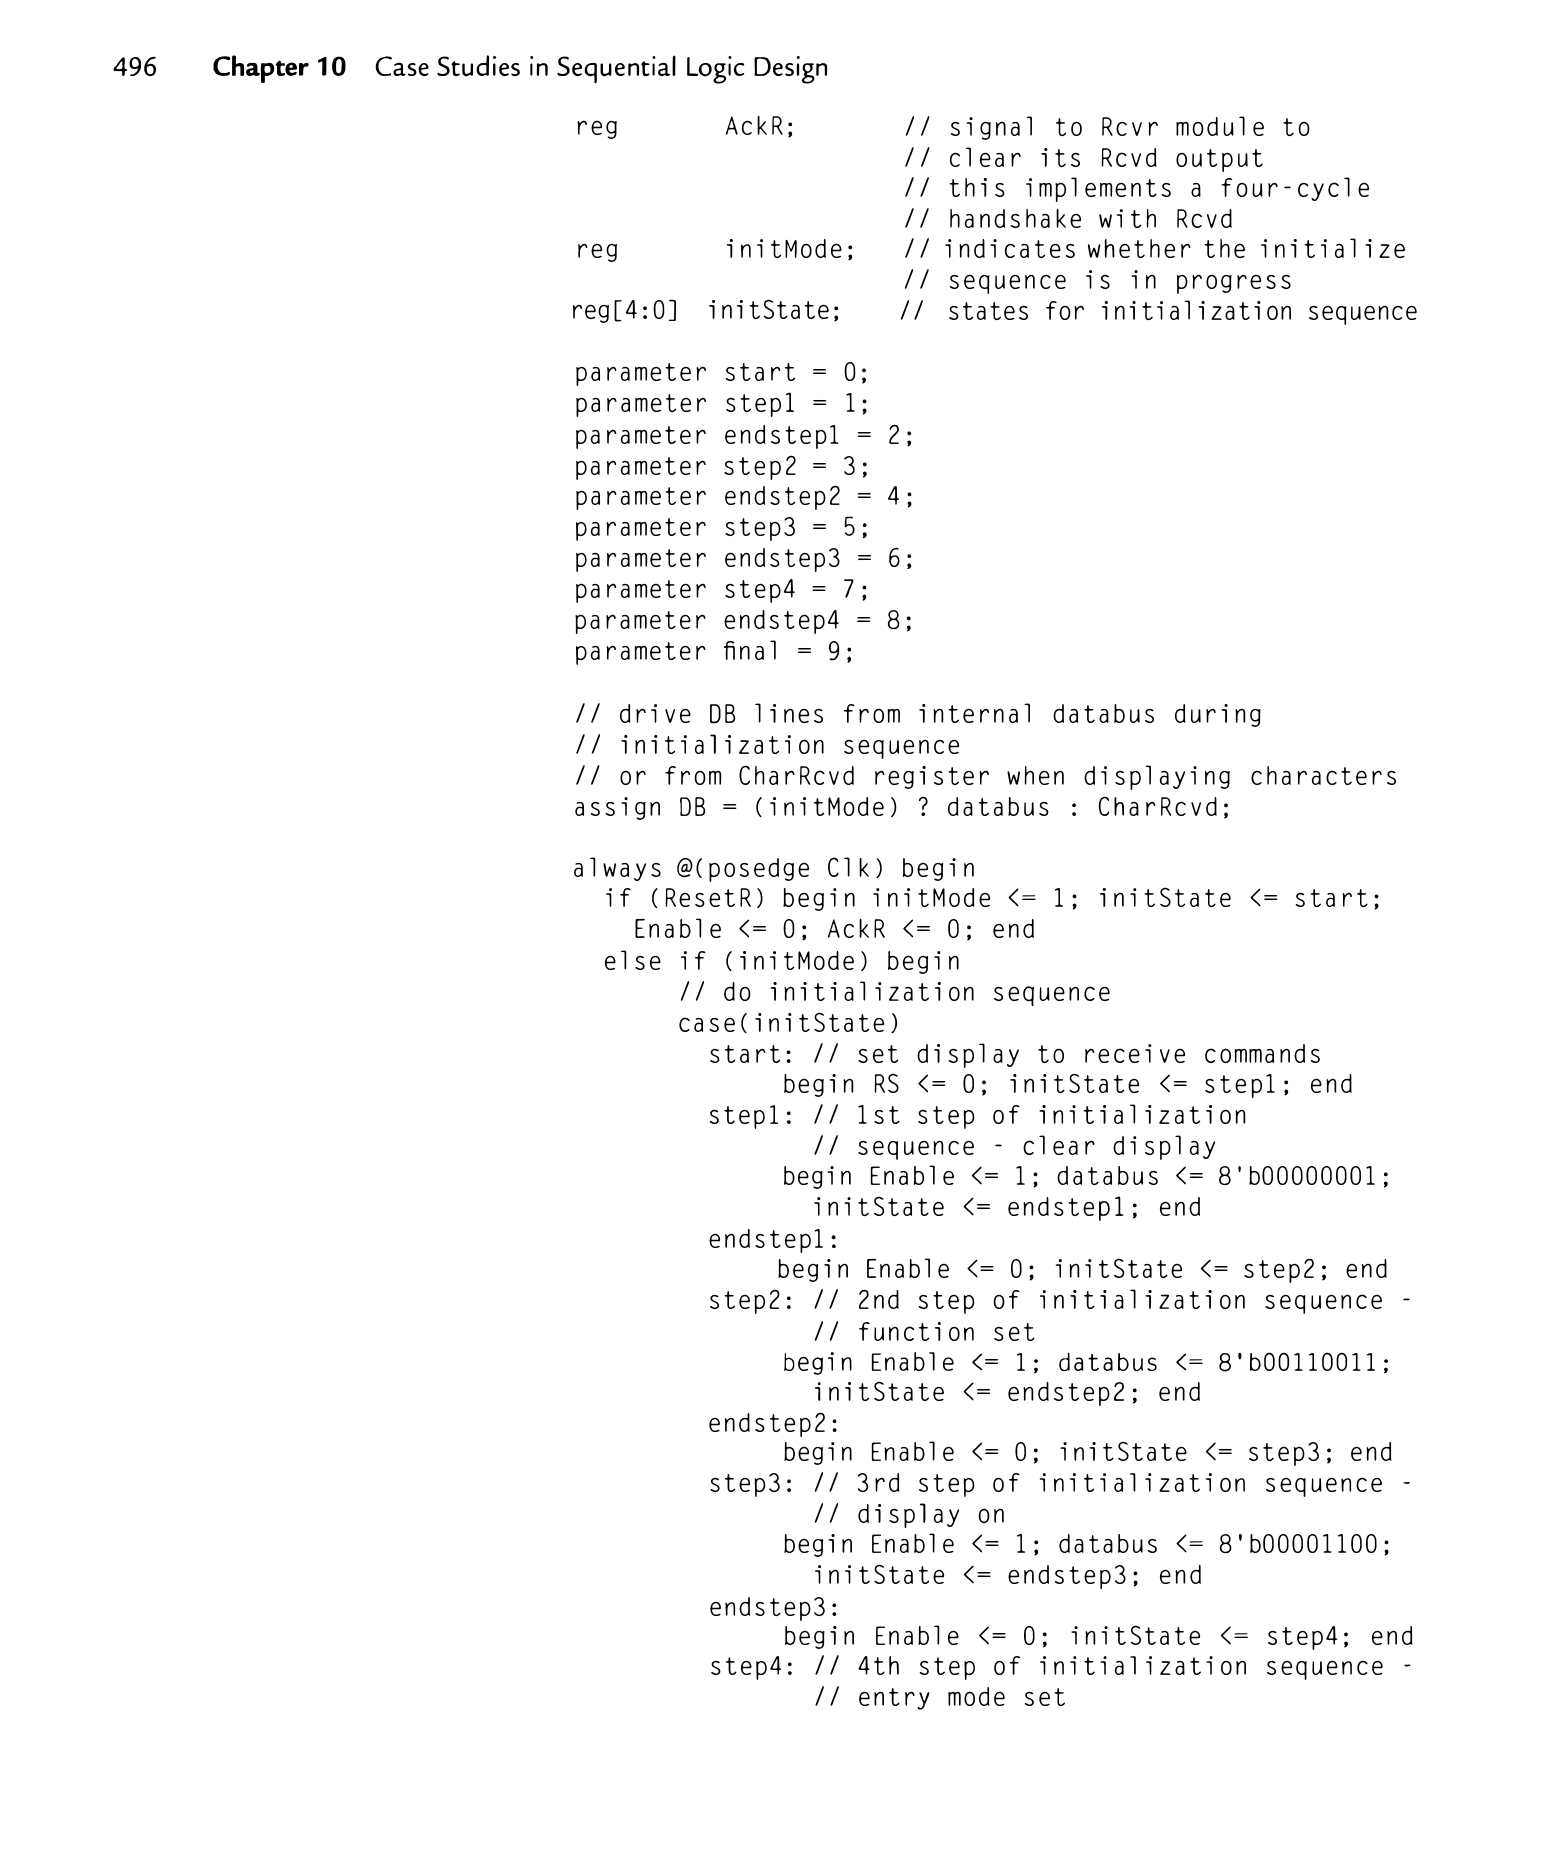 496 Chapter 10 Case Studies in Sequential Logic Design
reg AckR; // signal to Rcvr module to
// clear its Rcvd output
// this implements a four-cycle
// handshake with Rcvd
reg initMode; // indicates whether the initialize
// sequence is in progress
reg[4:0] initState; // states for initialization sequence
parameter start = 0;
parameter step1 = 1;
parameter endstep1 = 2;
parameter step2 = 3;
parameter endstep2 = 4;
parameter step3 = 5;
parameter endstep3 = 6;
parameter step4 = 7;
parameter endstep4 = 8;
parameter final = 9;
// drive DB lines from internal databus during
// initialization sequence
// or from CharRcvd register when displaying characters
assign DB = (initMode) ? databus : CharRcvd;
always @(posedge Clk) begin
if (ResetR) begin initMode <= 1; initState <= start;
Enable <= 0; AckR <= 0; end
else if (initMode) begin
// do initialization sequence
case(initState)
start: // set display to receive commands
begin RS <= 0; initState <= step1; end
step1: // 1st step of initialization
// sequence - clear display
begin Enable <= 1; databus <= 8'b00000001;
initState <= endstep1; end
endstep1:
begin Enable <= 0; initState <= step2; end
step2: // 2nd step of initialization sequence -
// function set
begin Enable <= 1; databus <= 8'b00110011;
initState <= endstep2; end
endstep2:
begin Enable <= 0; initState <= step3; end
step3: // 3rd step of initialization sequence -
// display on
begin Enable <= 1; databus <= 8'b00001100;
initState <= endstep3; end
endstep3:
begin Enable <= 0; initState <= step4; end
step4: // 4th step of initialization sequence -
// entry mode set